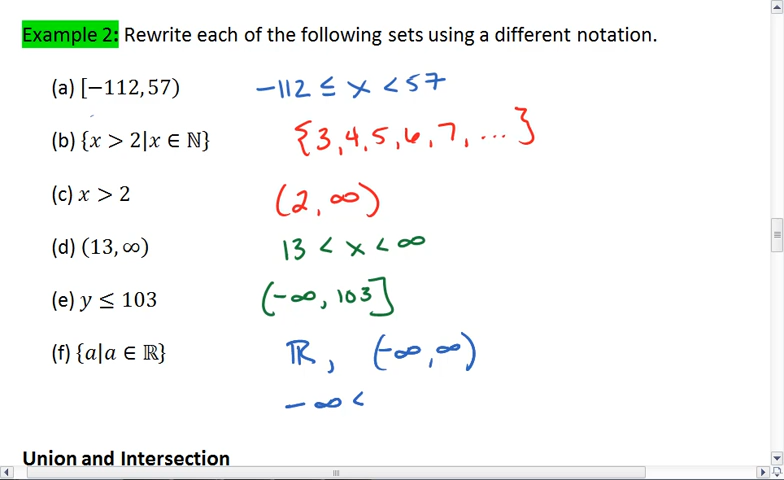 Example 2: Rewrite each of the following sets using a different notation.
(a) [−112, 57) −112 ≤ x < 57
(b) {x > 2|x ∈ ℕ} {3, 4, 5, 6, 7, ... }
(c) x > 2 (2, ∞)
(d) (13, ∞) 13 < x < ∞
(e) y ≤ 103 (−∞, 103]
(f) {a|a ∈ ℝ} ℝ, (−∞, ∞)
−∞ <
Union and Intersection